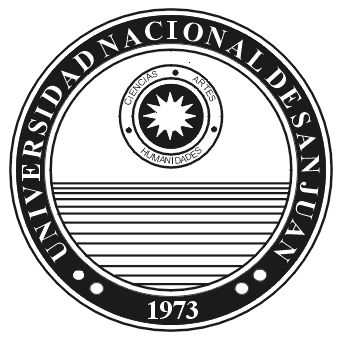 UNIVERSIDAD NACIONAL DE SAN JUAN
CIENCIAS
ARTES
HUMANIDADES
1973